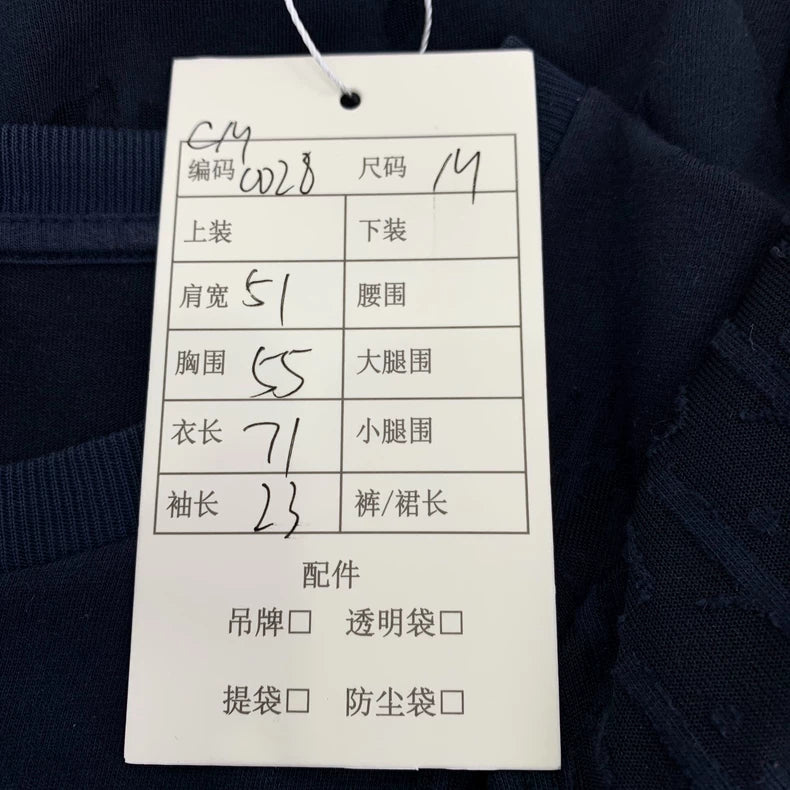 CM
编码 0028 尺码 M
上装 下装
肩宽 51 腰围
胸围 55 大腿围
衣长 71 小腿围
袖长 23 裤/裙长
配件
吊牌□ 透明袋□
提袋□ 防尘袋□